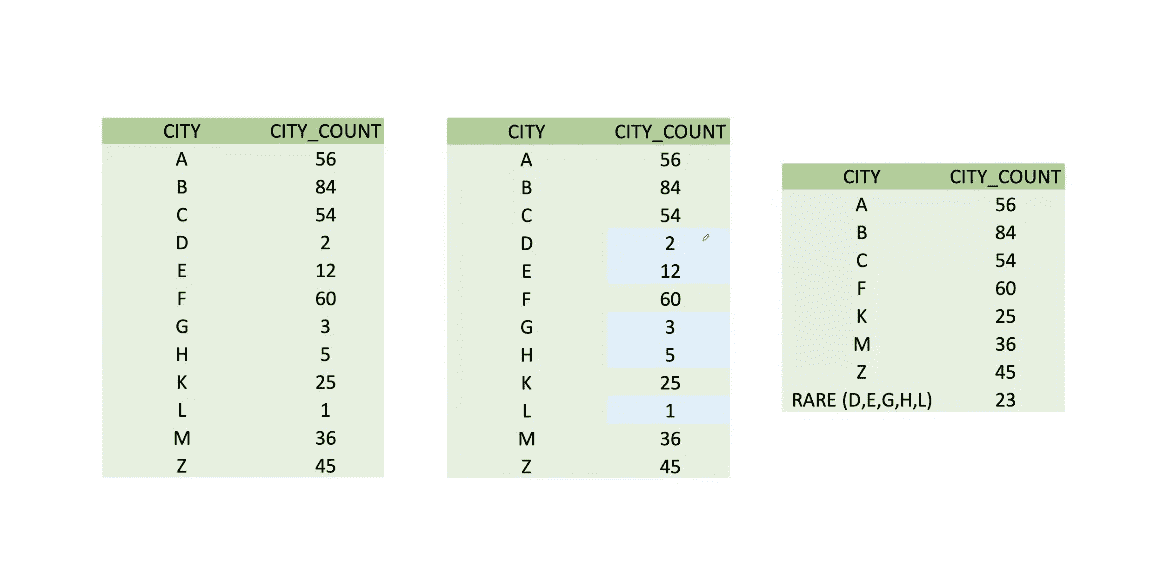 CITY CITY_COUNT
A 56
B 84
C 54
D 2
E 12
F 60
G 3
H 5
K 25
L 1
M 36
Z 45
CITY CITY_COUNT
A 56
B 84
C 54
D 2
E 12
F 60
G 3
H 5
K 25
L 1
M 36
Z 45
CITY CITY_COUNT
A 56
B 84
C 54
F 60
K 25
M 36
Z 45
RARE (D,E,G,H,L) 23